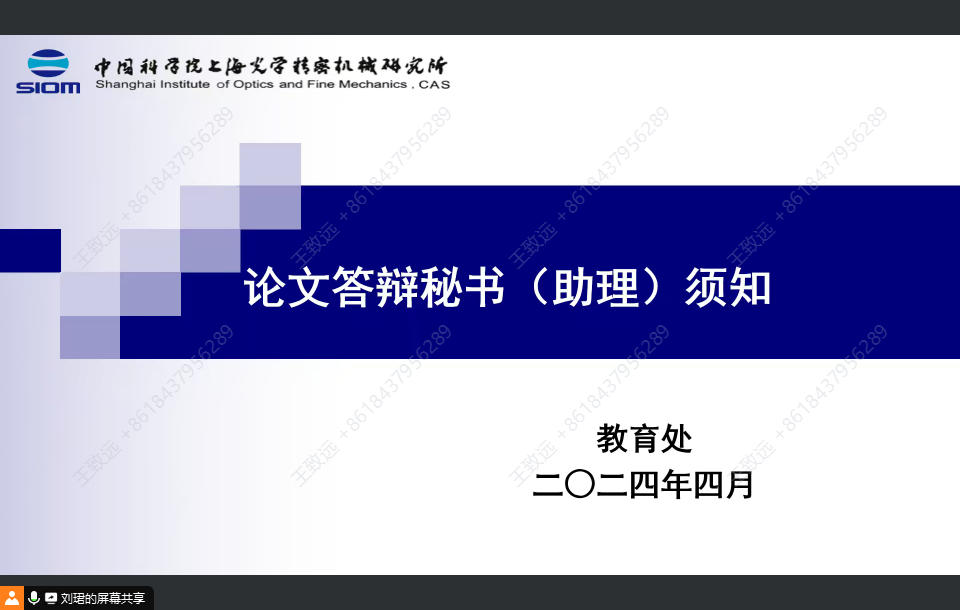 中国科学院上海光学精密机械研究所
SIOM
Shanghai Institute of Optics and Fine Mechanics , CAS
王致远 +8618437956289
王致远 +8618437956289
王致远 +8618437956289
王致远 +8618437956289
论文答辩秘书（助理）须知
王致远 +8618437956289
王致远 +8618437956289
王致远 +8618437956289
王致远 +8618437956289
教育处
二〇二四年四月
刘珺的屏幕共享